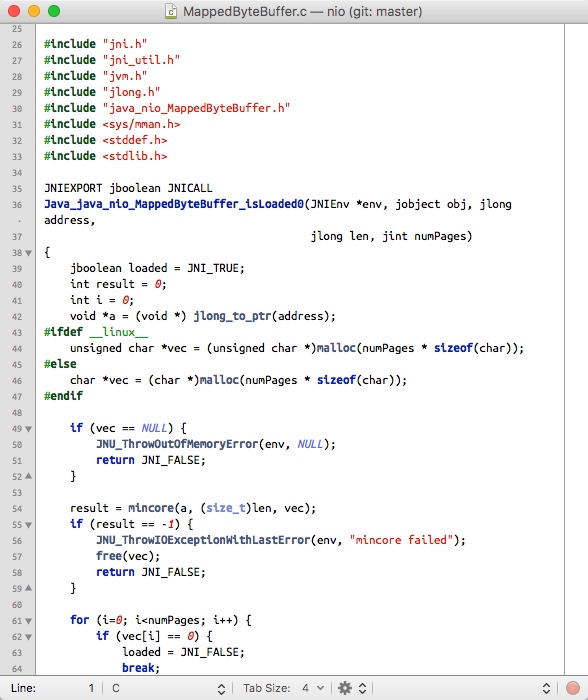 MappedByteBuffer.c — nio (git: master)
25
26 #include "jni.h"
27 #include "jni_util.h"
28 #include "jvm.h"
29 #include "jlong.h"
30 #include "java_nio_MappedByteBuffer.h"
31 #include <sys/mman.h>
32 #include <stddef.h>
33 #include <stdlib.h>
34
35 JNIEXPORT jboolean JNICALL
36 Java_java_nio_MappedByteBuffer_isLoaded0(JNIEnv *env, jobject obj, jlong
· address,
37                                         jlong len, jint numPages)
38 {
39     jboolean loaded = JNI_TRUE;
40     int result = 0;
41     int i = 0;
42     void *a = (void *) jlong_to_ptr(address);
43 #ifdef __linux__
44     unsigned char *vec = (unsigned char *)malloc(numPages * sizeof(char));
45 #else
46     char *vec = (char *)malloc(numPages * sizeof(char));
47 #endif
48
49     if (vec == NULL) {
50         JNU_ThrowOutOfMemoryError(env, NULL);
51         return JNI_FALSE;
52     }
53
54     result = mincore(a, (size_t)len, vec);
55     if (result == -1) {
56         JNU_ThrowIOExceptionWithLastError(env, "mincore failed");
57         free(vec);
58         return JNI_FALSE;
59     }
60
61     for (i=0; i<numPages; i++) {
62         if (vec[i] == 0) {
63             loaded = JNI_FALSE;
64             break;
Line: 1 C Tab Size: 4